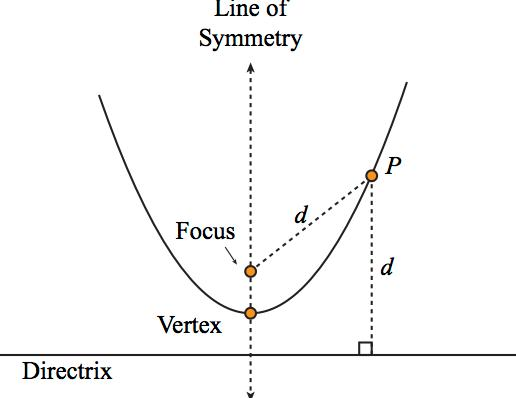 Line of
Symmetry
P
d
Focus
d
Vertex
Directrix